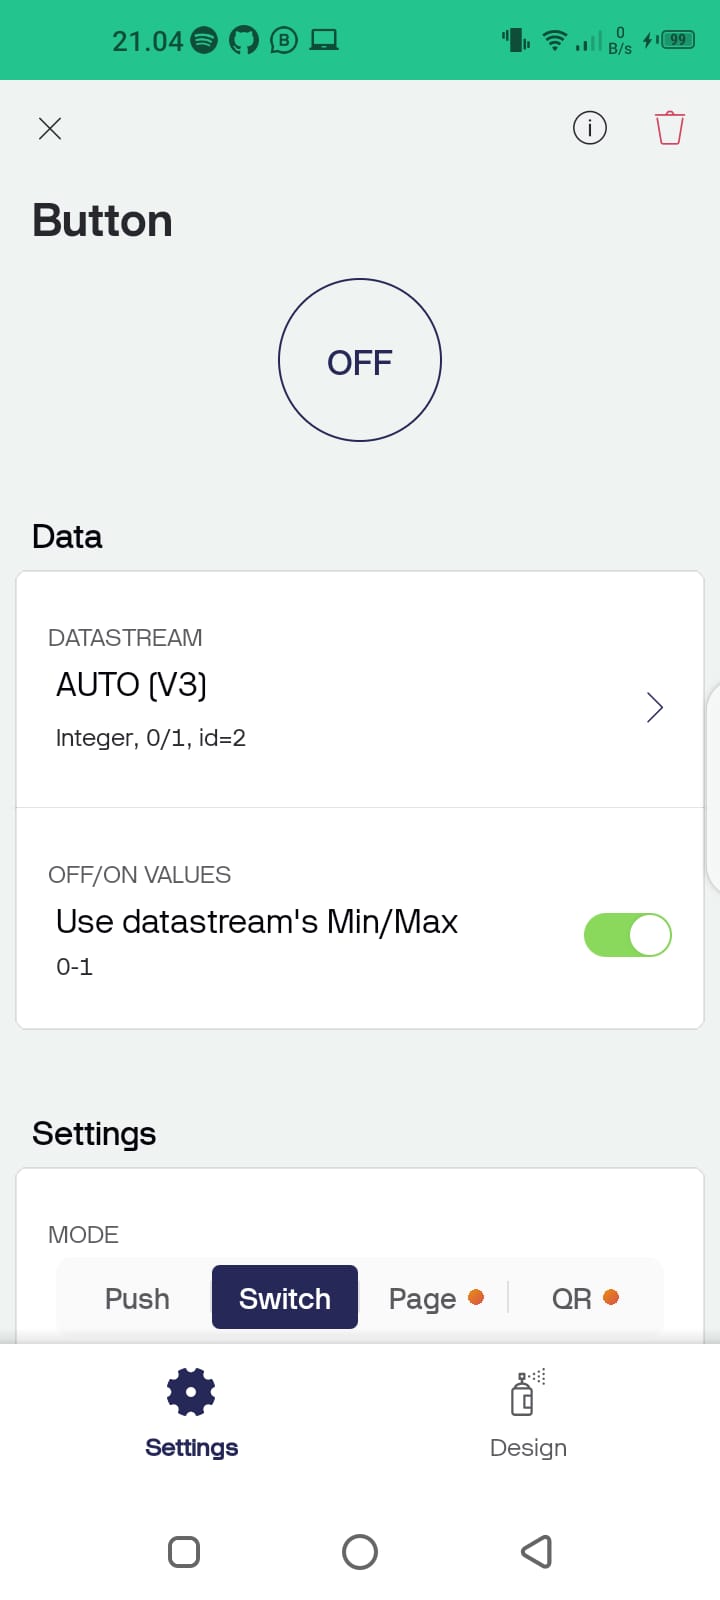 21.04
0
B/s
99
Button
OFF
Data
DATASTREAM
AUTO (V3)
Integer, 0/1, id=2
OFF/ON VALUES
Use datastream's Min/Max
0-1
Settings
MODE
Push Switch Page QR
Settings Design